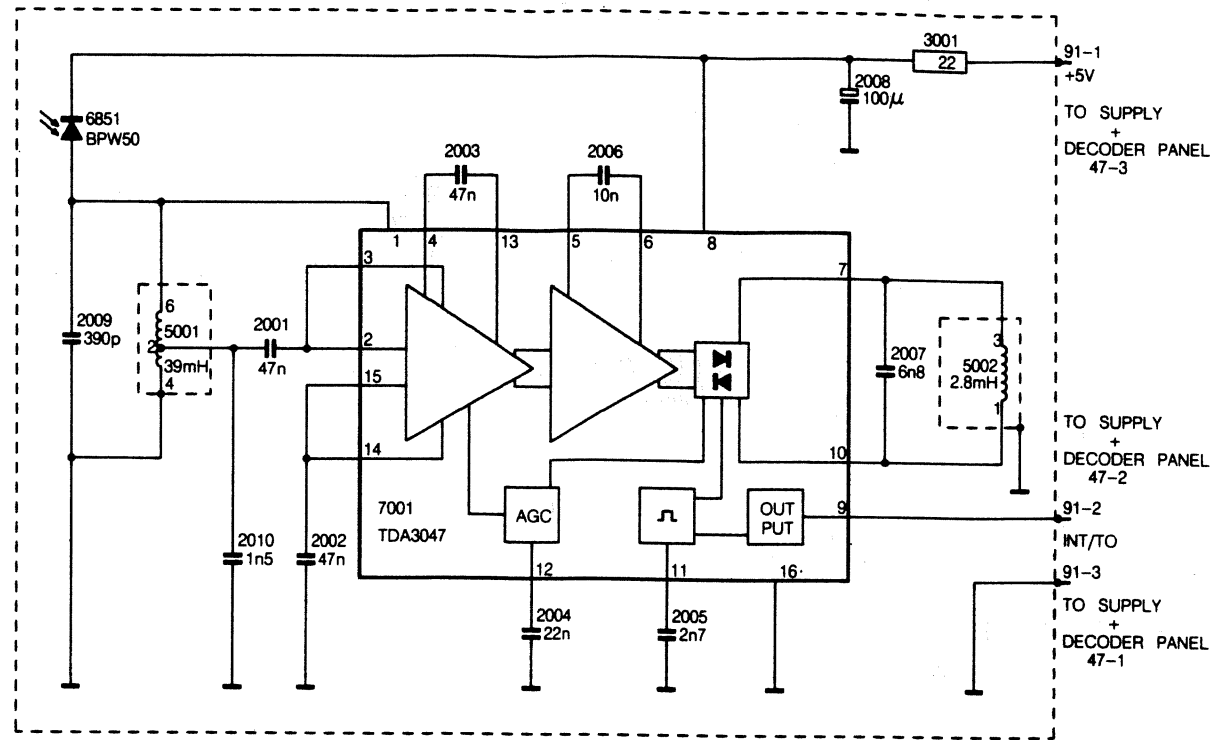 3001
22
91-1
+5V
2008
100µ
TO SUPPLY
+
DECODER PANEL
47-3
6851
BPW50
2003
47n
2006
10n
1
4
13
5
6
8
3
7
2009
390p
6
5001
2
39mH
4
2001
47n
2
15
14
2007
6n8
3
5002
2.8mH
1
TO SUPPLY
+
DECODER PANEL
47-2
10
7001
TDA3047
AGC
OUT
PUT
9
91-2
INT/TO
2010
1n5
2002
47n
12
11
16
91-3
TO SUPPLY
+
DECODER PANEL
47-1
2004
22n
2005
2n7